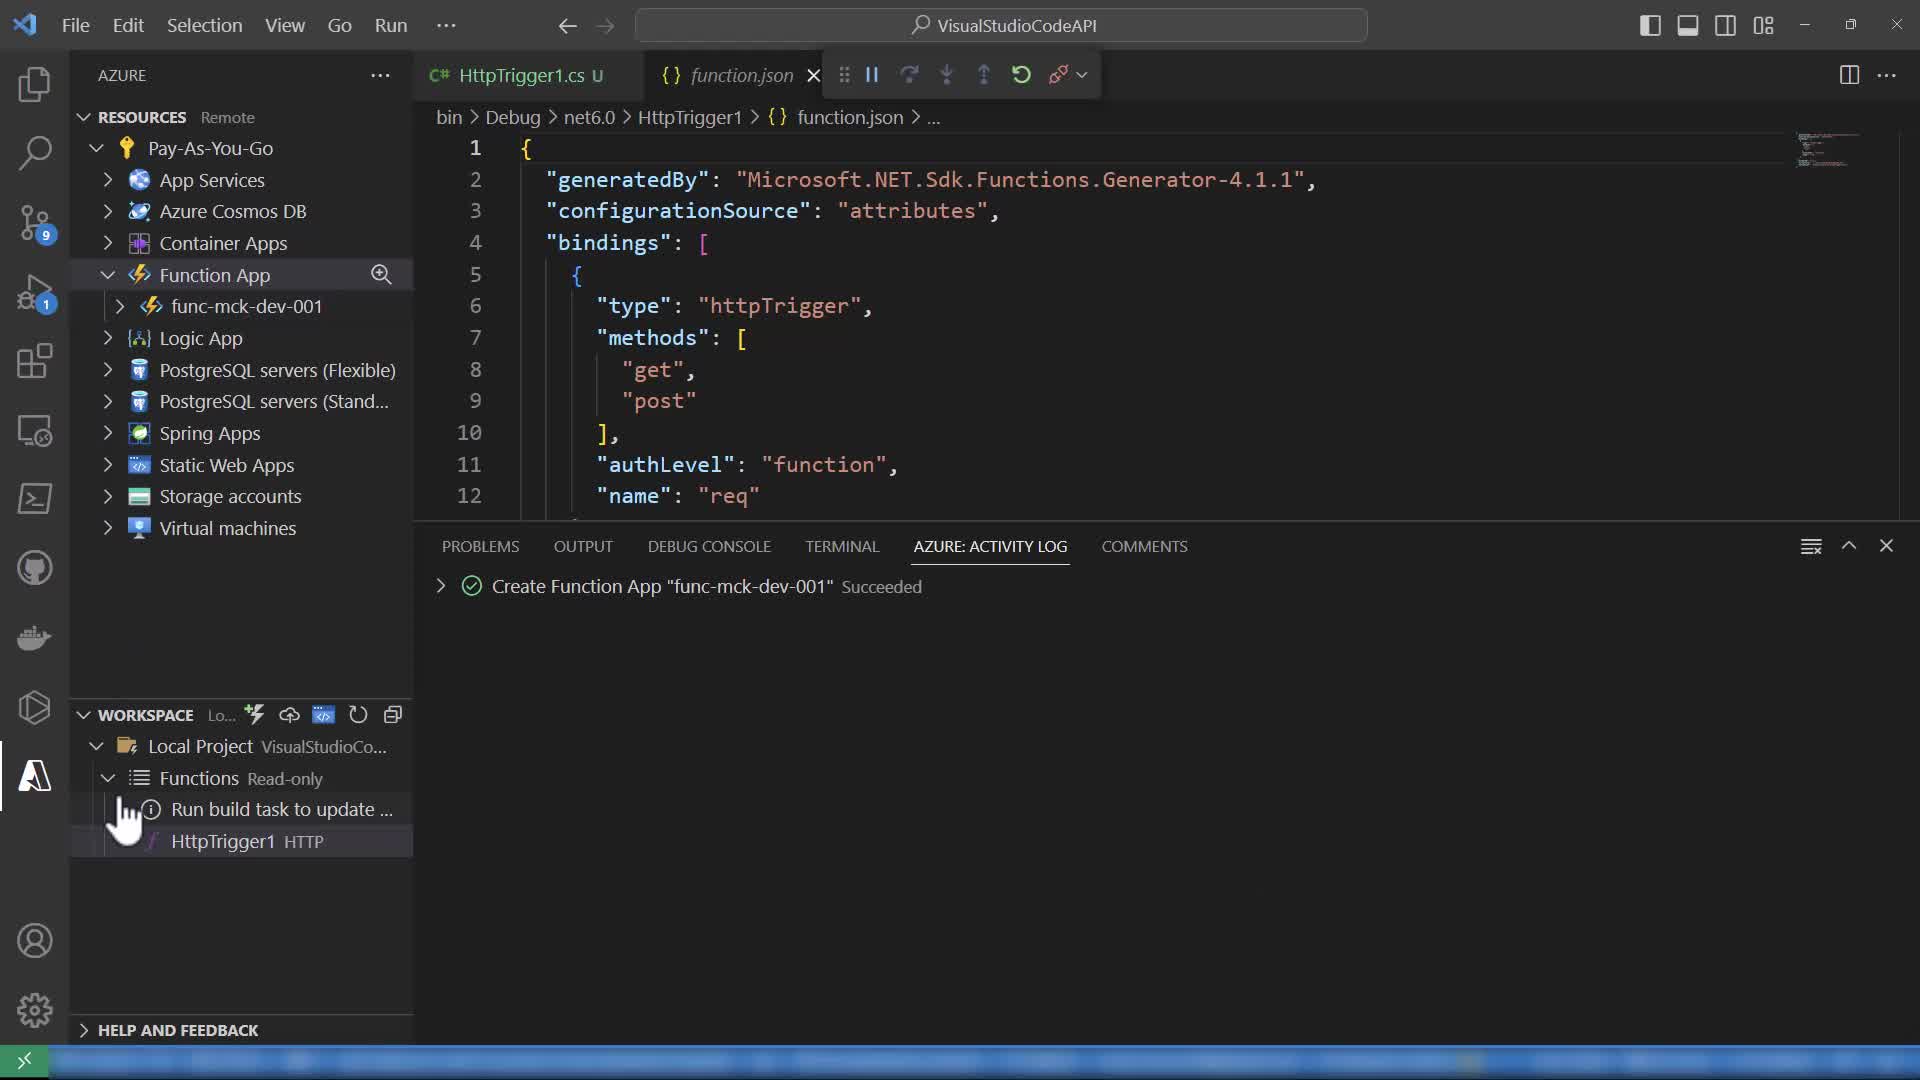 File Edit Selection View Go Run ···
VisualStudioCodeAPI
AZURE
RESOURCES Remote
Pay-As-You-Go
App Services
Azure Cosmos DB
Container Apps
9
Function App
1
func-mck-dev-001
Logic App
PostgreSQL servers (Flexible)
PostgreSQL servers (Stand...
Spring Apps
Static Web Apps
Storage accounts
Virtual machines
WORKSPACE Lo...
Local Project VisualStudioCo...
Functions Read-only
Run build task to update ...
HttpTrigger1 HTTP
HELP AND FEEDBACK
C# HttpTrigger1.cs U
{} function.json
bin > Debug > net6.0 > HttpTrigger1 > {} function.json > ...
1 {
2 "generatedBy": "Microsoft.NET.Sdk.Functions.Generator-4.1.1",
3 "configurationSource": "attributes",
4 "bindings": [
5 {
6 "type": "httpTrigger",
7 "methods": [
8 "get",
9 "post"
10 ],
11 "authLevel": "function",
12 "name": "req"
PROBLEMS OUTPUT DEBUG CONSOLE TERMINAL AZURE: ACTIVITY LOG COMMENTS
Create Function App "func-mck-dev-001" Succeeded